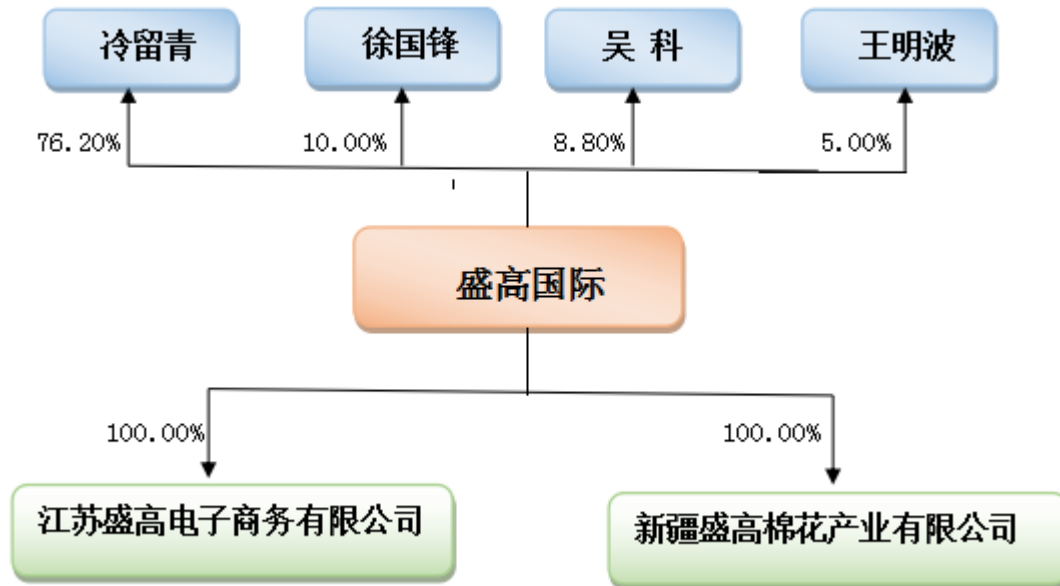 冷留青
徐国锋
吴 科
王明波
76.20%
10.00%
8.80%
5.00%
盛高国际
100.00%
100.00%
江苏盛高电子商务有限公司
新疆盛高棉花产业有限公司